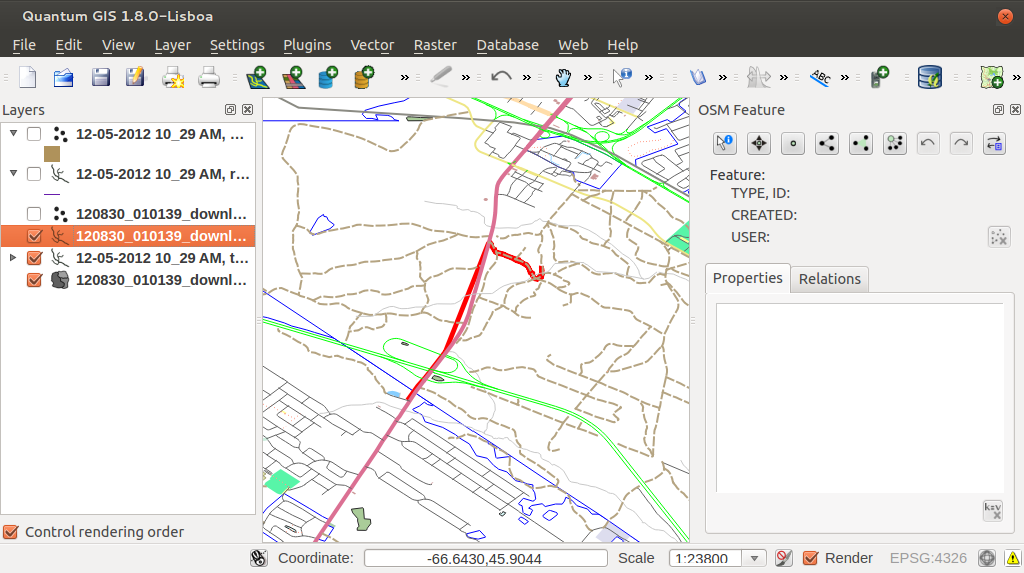 Quantum GIS 1.8.0-Lisboa
File Edit View Layer Settings Plugins Vector Raster Database Web Help
» » » » » » ABC » »
Layers
12-05-2012 10_29 AM, ...
12-05-2012 10_29 AM, r...
120830_010139_downl...
120830_010139_downl...
12-05-2012 10_29 AM, t...
120830_010139_downl...
Control rendering order
OSM Feature
Feature:
TYPE, ID:
CREATED:
USER:
Properties Relations
k=v
Coordinate: -66.6430,45.9044 Scale 1:23800 Render EPSG:4326